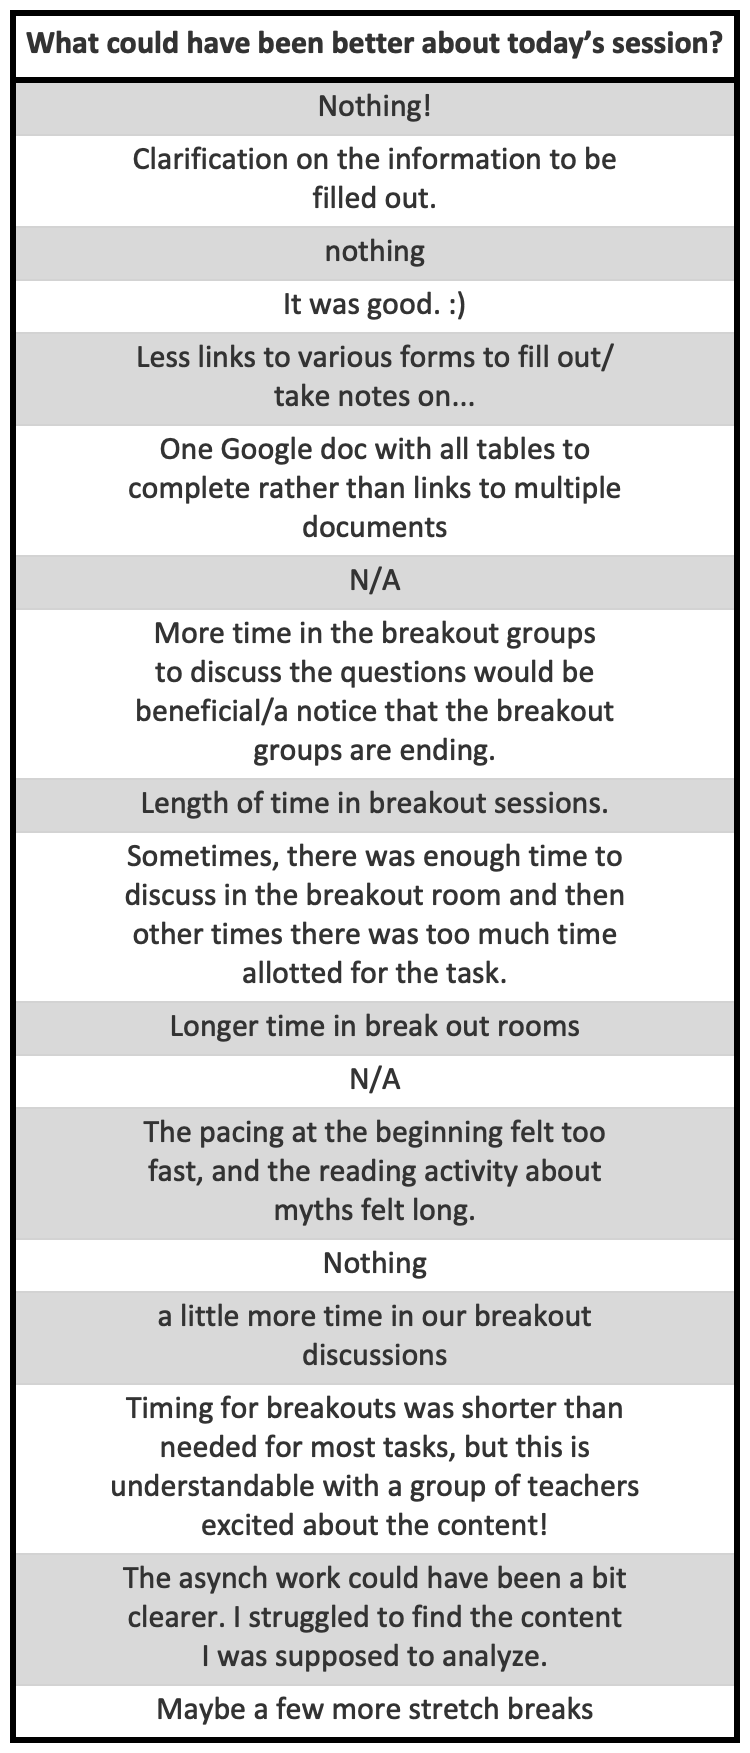 What could have been better about today’s session?
Nothing!
Clarification on the information to be
filled out.
nothing
It was good. :)
Less links to various forms to fill out/
take notes on...
One Google doc with all tables to
complete rather than links to multiple
documents
N/A
More time in the breakout groups
to discuss the questions would be
beneficial/a notice that the breakout
groups are ending.
Length of time in breakout sessions.
Sometimes, there was enough time to
discuss in the breakout room and then
other times there was too much time
allotted for the task.
Longer time in break out rooms
N/A
The pacing at the beginning felt too
fast, and the reading activity about
myths felt long.
Nothing
a little more time in our breakout
discussions
Timing for breakouts was shorter than
needed for most tasks, but this is
understandable with a group of teachers
excited about the content!
The asynch work could have been a bit
clearer. I struggled to find the content
I was supposed to analyze.
Maybe a few more stretch breaks